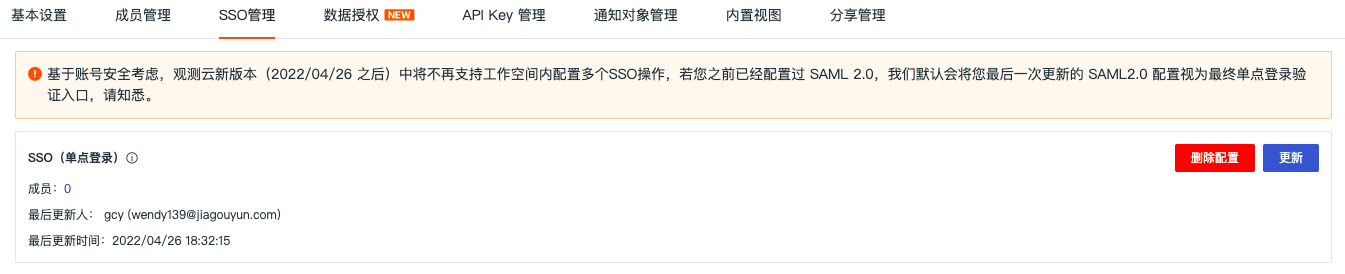 基本设置 成员管理 SSO管理 数据授权 NEW API Key 管理 通知对象管理 内置视图 分享管理
基于账号安全考虑，观测云新版本（2022/04/26 之后）中将不再支持工作空间内配置多个SSO操作，若您之前已经配置过 SAML 2.0，我们默认会将您最后一次更新的 SAML2.0 配置视为最终单点登录验
证入口，请知悉。
SSO（单点登录） 删除配置 更新
成员：0
最后更新人： gcy (wendy139@jiagouyun.com)
最后更新时间：2022/04/26 18:32:15